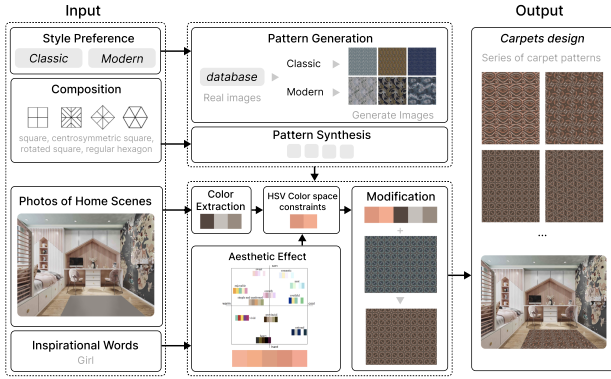 Input
Output
Style Preference
Classic
Modern
Composition
square, centrosymmetric square,
rotated square, regular hexagon
Photos of Home Scenes
Inspirational Words
Girl
Pattern Generation
database
Real images
Classic
Modern
Generate Images
Pattern Synthesis
Color
Extraction
HSV Color space
constraints
Aesthetic Effect
Modification
+
Carpets design
Series of carpet patterns
...